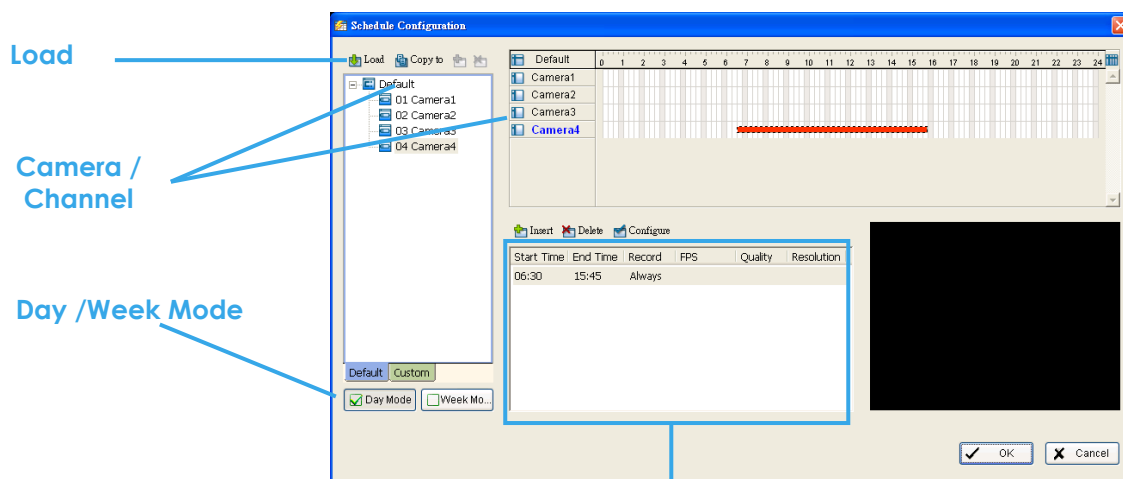 Schedule Configuration
Load
Load Copy to
Default 0 1 2 3 4 5 6 7 8 9 10 11 12 13 14 15 16 17 18 19 20 21 22 23 24
Camera1
Camera2
Camera3
Camera4
Default
01 Camera1
02 Camera2
03 Camera3
04 Camera4
Camera /
Channel
Insert Delete Configure
Start Time End Time Record FPS Quality Resolution
06:30 15:45 Always
Day /Week Mode
Default Custom
Day Mode Week Mo...
OK Cancel